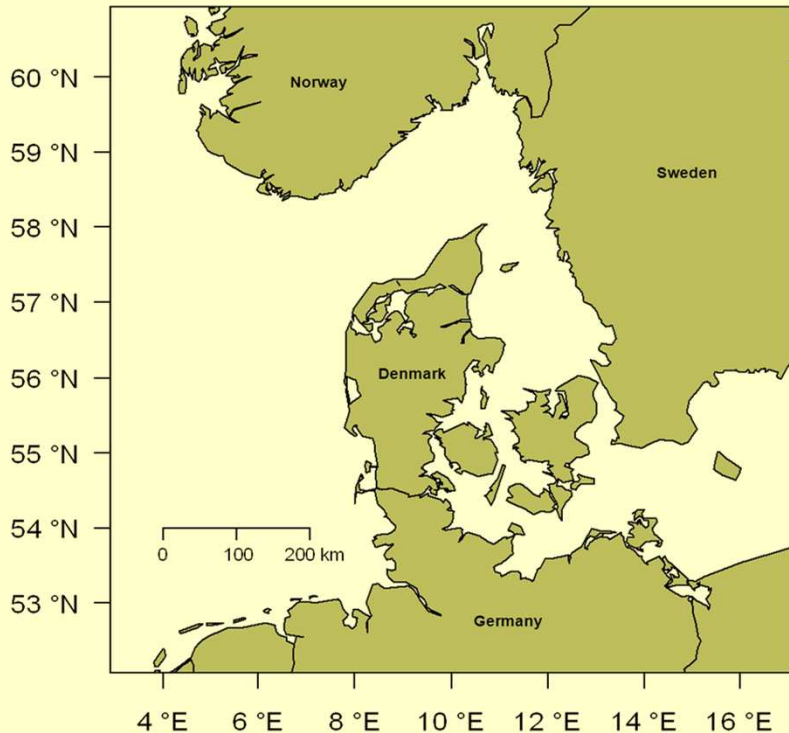 60 °N
Norway
59 °N
Sweden
58 °N
57 °N
56 °N
Denmark
55 °N
54 °N
0 100 200 km
53 °N
Germany
4 °E 6 °E 8 °E 10 °E 12 °E 14 °E 16 °E